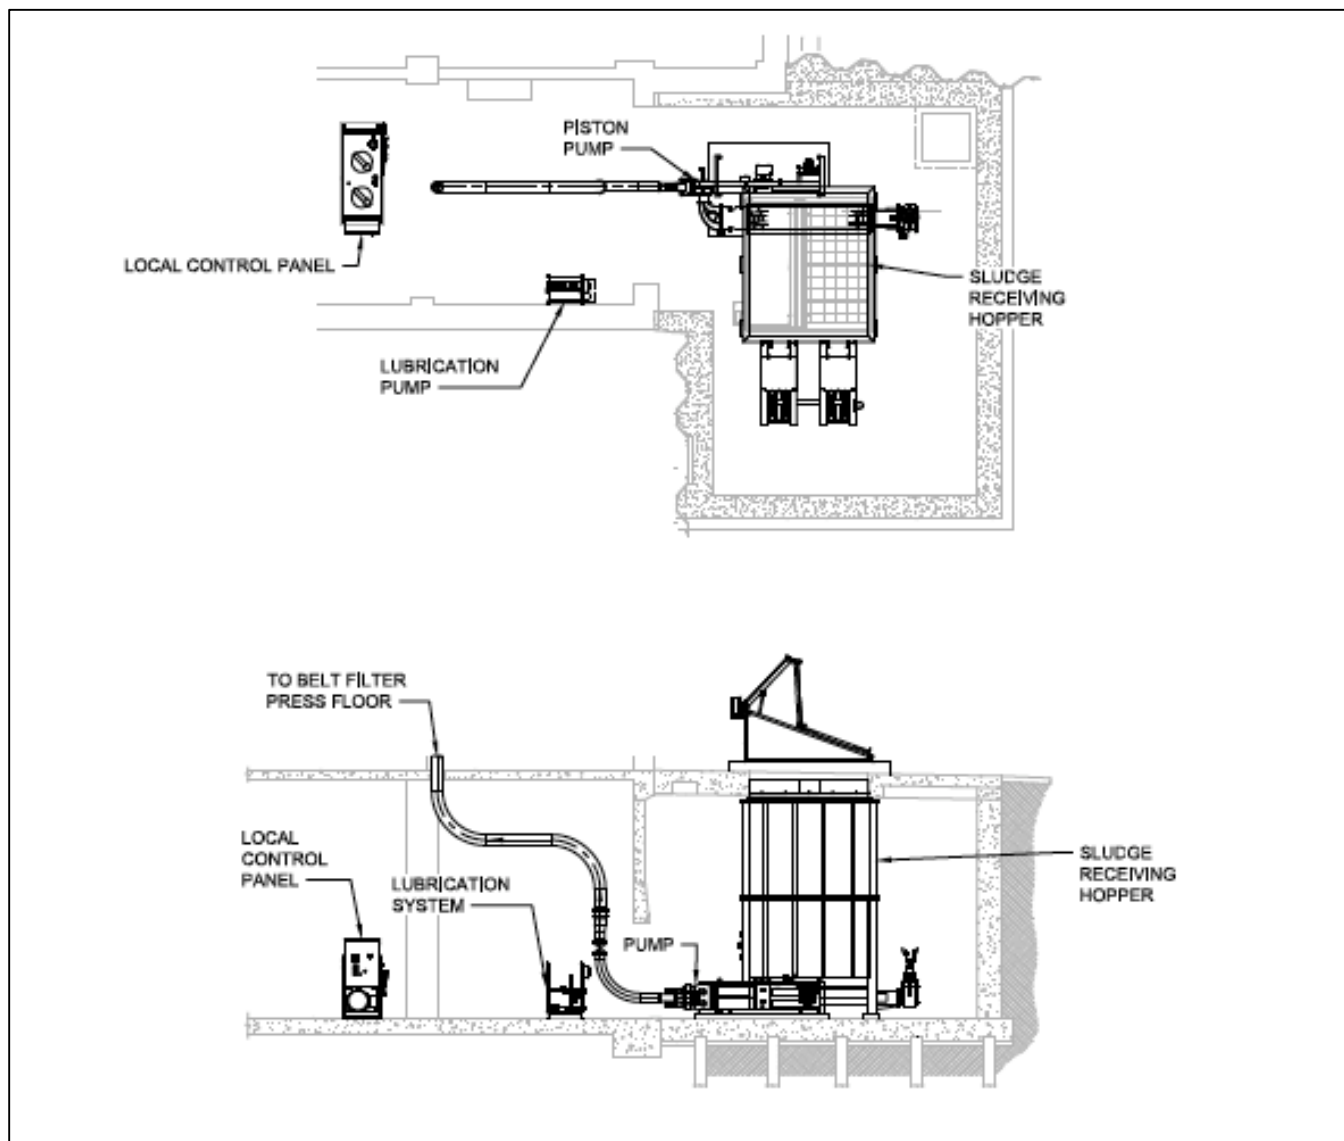 PISTON
PUMP
LOCAL CONTROL PANEL
SLUDGE
RECEIVING
HOPPER
LUBRICATION
PUMP
TO BELT FILTER
PRESS FLOOR
LOCAL
CONTROL
PANEL
LUBRICATION
SYSTEM
PUMP
SLUDGE
RECEIVING
HOPPER